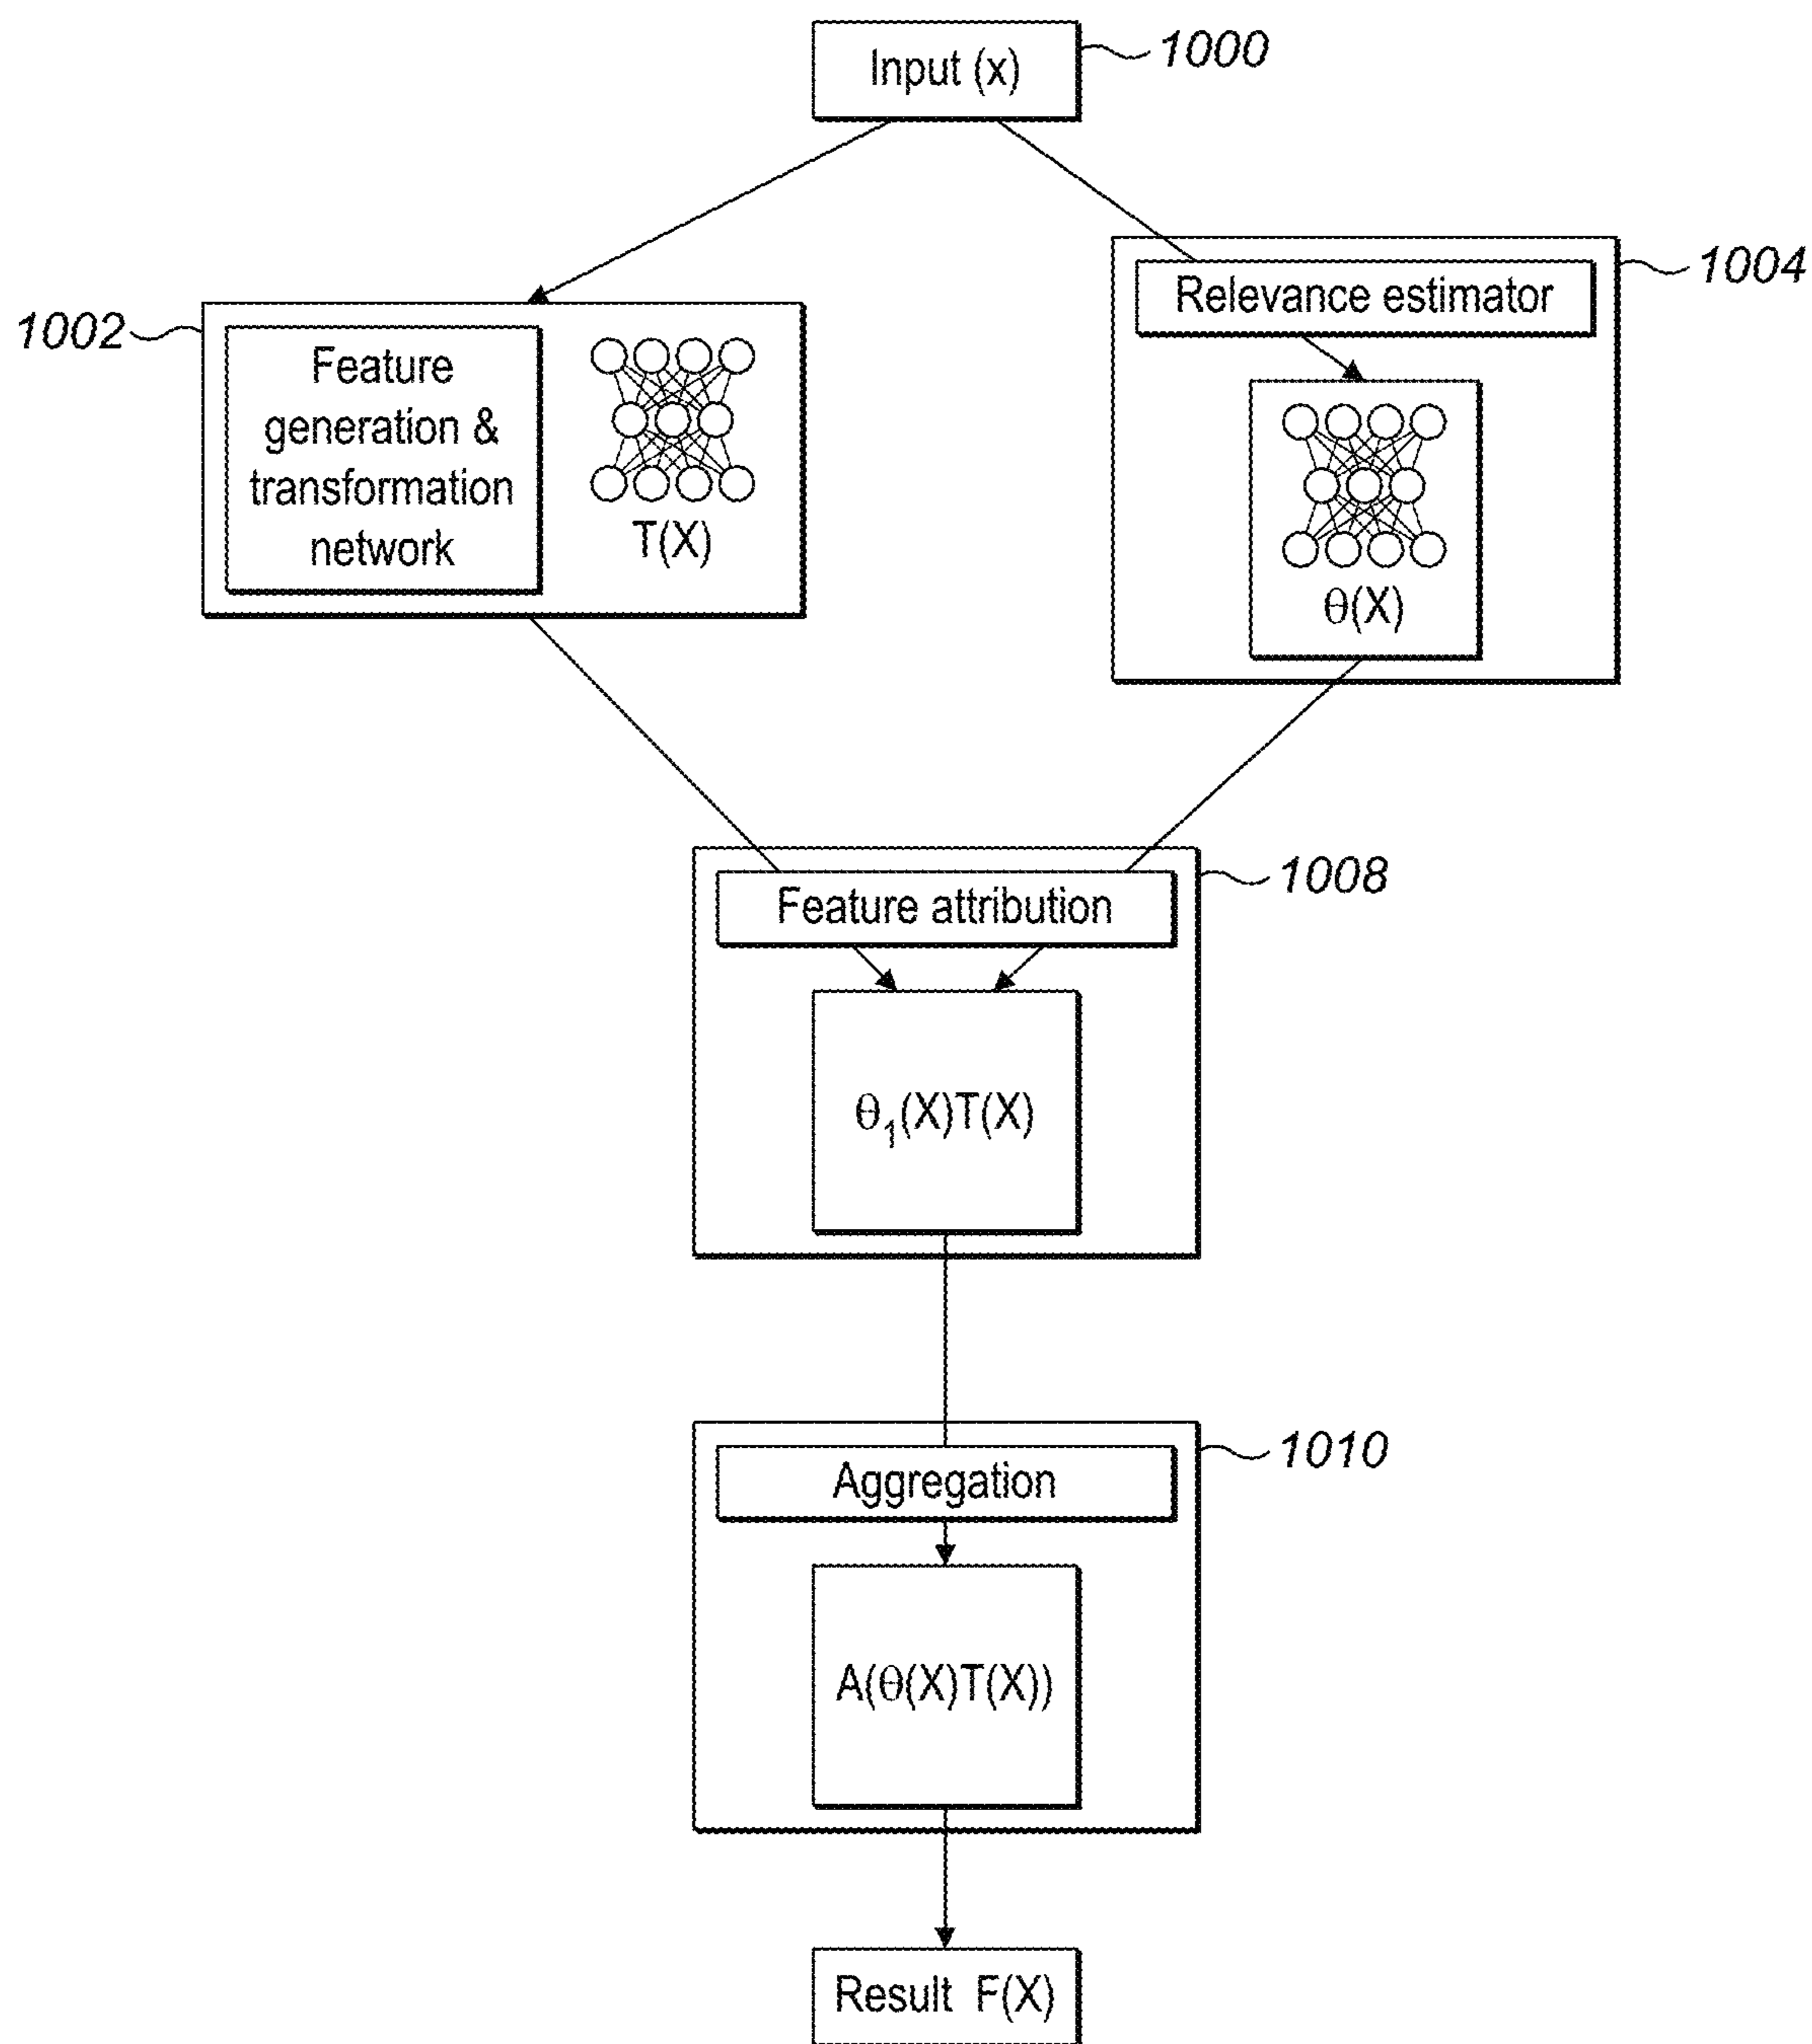 Input (x)
1000
1004
Relevance estimator
1002
Feature
generation &
transformation
network
T(X)
θ(X)
1008
Feature attribution
θ₁(X)T(X)
1010
Aggregation
A(θ(X)T(X))
Result F(X)